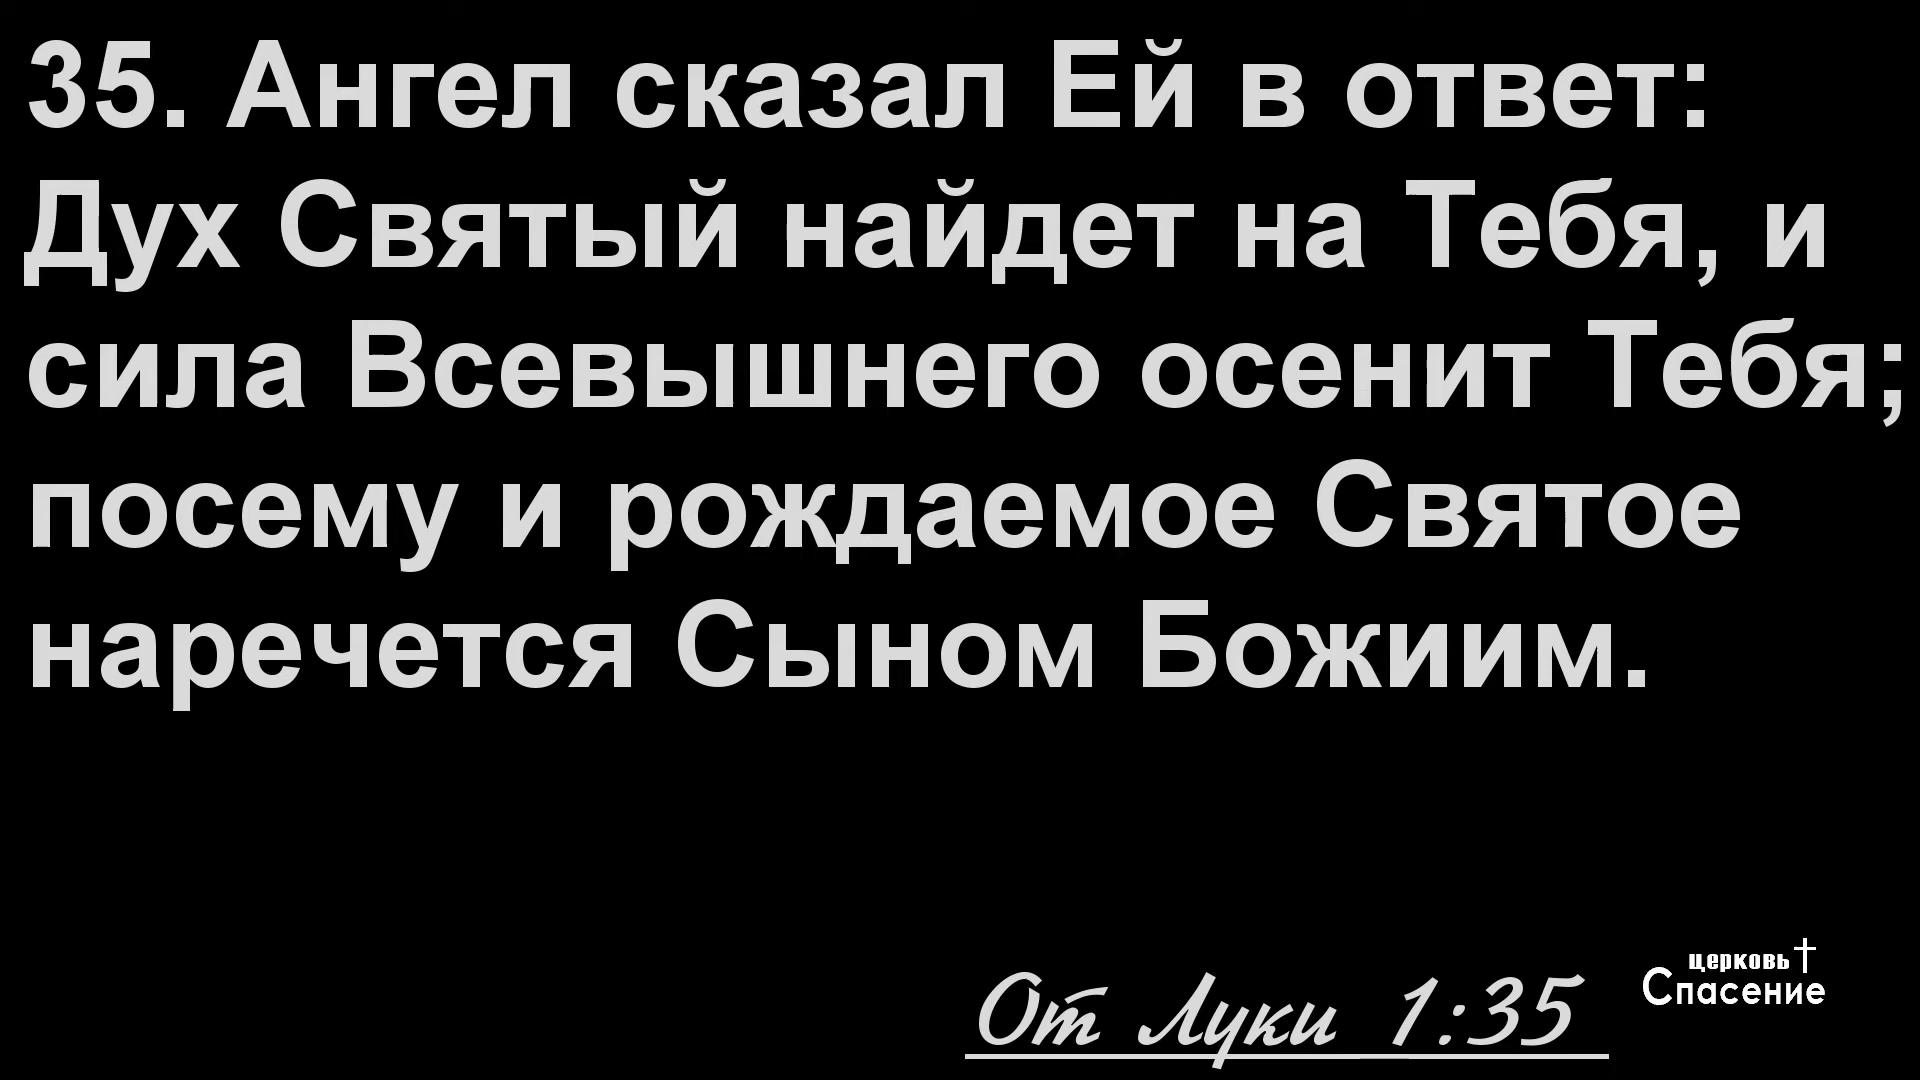 35. Ангел сказал Ей в ответ:
Дух Святый найдет на Тебя, и
сила Всевышнего осенит Тебя;
посему и рождаемое Святое
наречется Сыном Божиим.
От Луки 1:35
церковь
Спасение